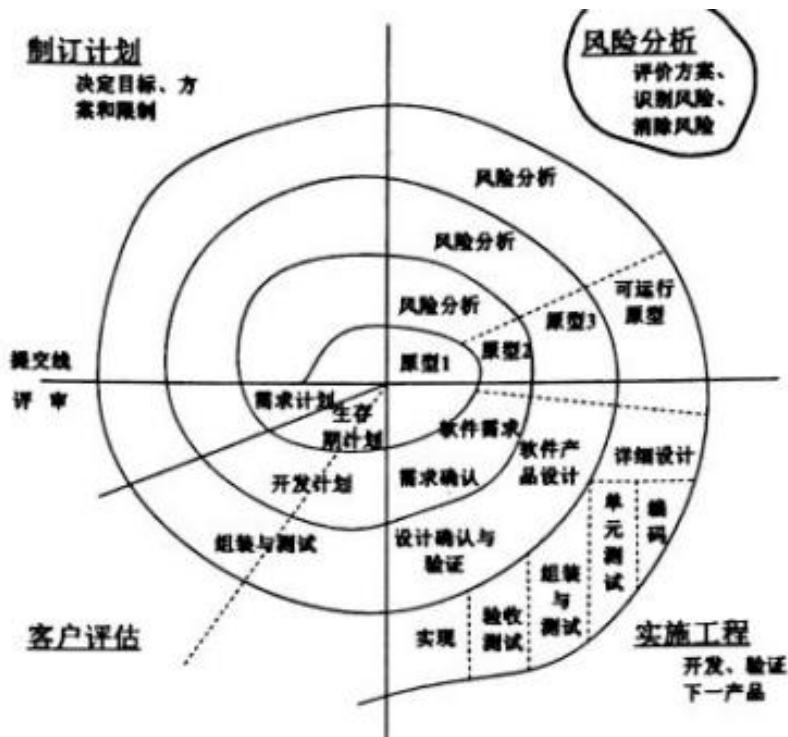 制订计划
决定目标、方
案和限制
风险分析
评价方案、
识别风险、
消除风险
风险分析
风险分析
风险分析
可运行
原型
原型3
原型2
原型1
提交线
评 审
需求计划
生存
期计划
软件需求
软件产
品设计
详细设计
开发计划
需求确认
单元测试
编码
组装与测试
设计确认与
验证
组装与测试
验收
测试
实现
客户评估
实施工程
开发、验证
下一产品